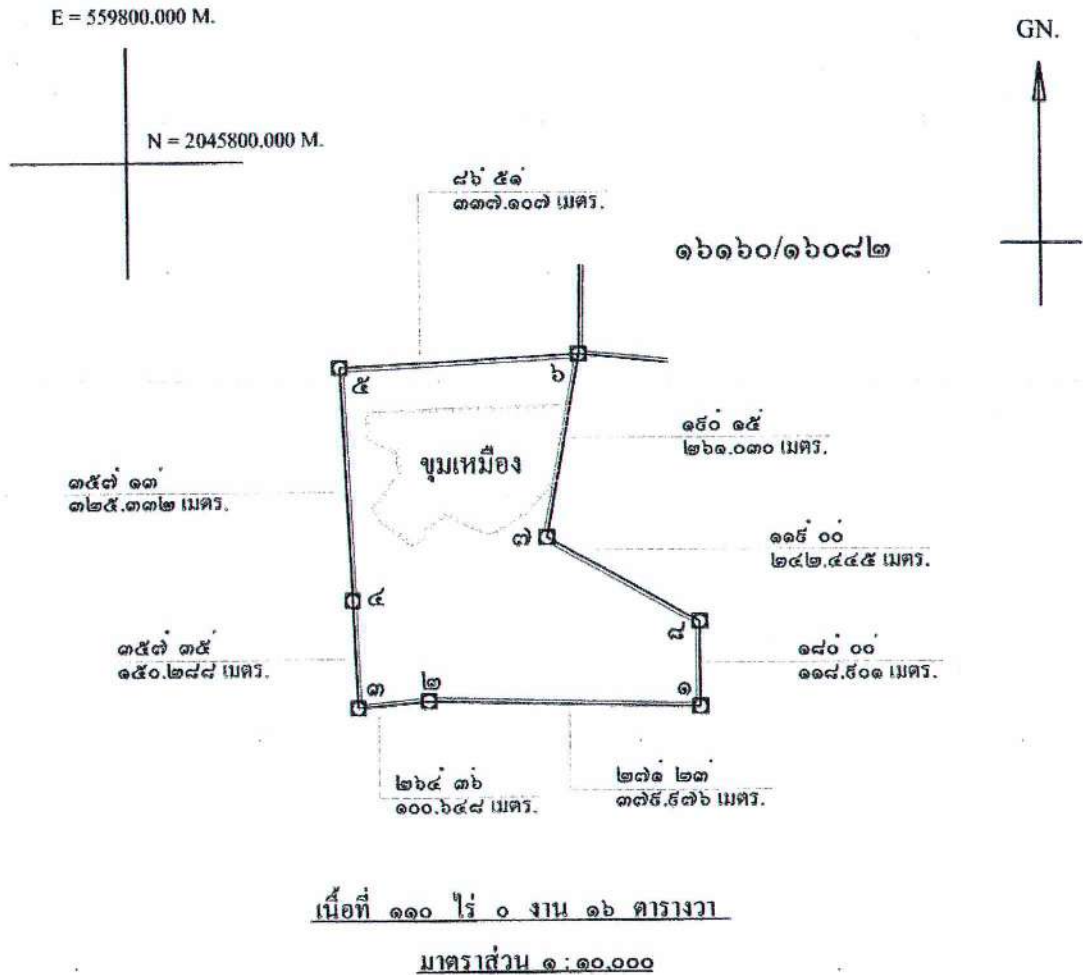 E = 559800.000 M.
GN.
N = 2045800.000 M.
๘๖ ๕๑
๓๓๗.๑๐๗ เมตร.
๑๖๑๖๐/๑๖๐๘๒
๕
๖
๑๙๐ ๑๕
๒๖๑.๐๓๐ เมตร.
ขุมเหมือง
๓๕๗ ๑๓
๓๒๕.๓๓๒ เมตร.
๗
๑๑๙ ๐๐
๒๔๒.๔๔๕ เมตร.
๔
๘
๓๕๗ ๓๕
๑๕๐.๒๘๘ เมตร.
๑๘๐ ๐๐
๑๑๘.๙๐๑ เมตร.
๓
๒
๑
๒๖๔ ๓๖
๑๐๐.๖๔๘ เมตร.
๒๗๑ ๒๓
๓๗๙.๙๗๖ เมตร.
เนื้อที่ ๑๑๐ ไร่ ๐ งาน ๑๖ ตารางวา
มาตราส่วน ๑ : ๑๐,๐๐๐